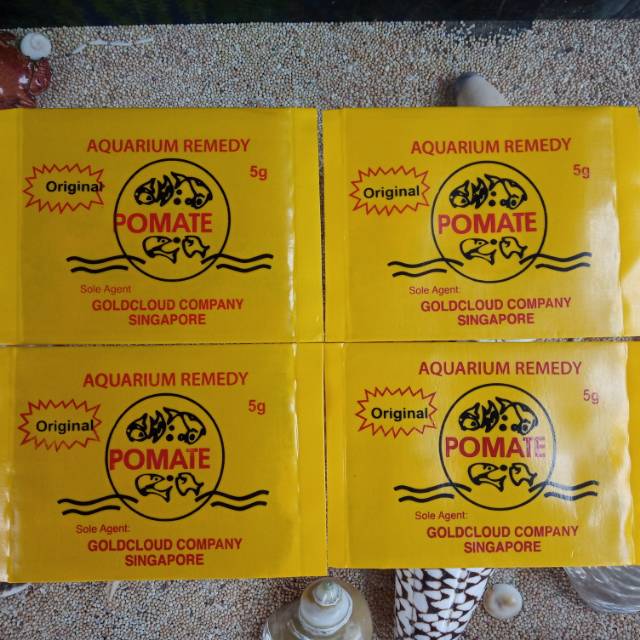 AQUARIUM REMEDY
5g
Original
POMATE
Sole Agent
GOLDCLOUD COMPANY
SINGAPORE
AQUARIUM REMEDY
5g
Original
POMATE
Sole Agent:
GOLDCLOUD COMPANY
SINGAPORE
AQUARIUM REMEDY
5g
Original
POMATE
Sole Agent:
GOLDCLOUD COMPANY
SINGAPORE
AQUARIUM REMEDY
5g
Original
POMATE
Sole Agent:
GOLDCLOUD COMPANY
SINGAPORE